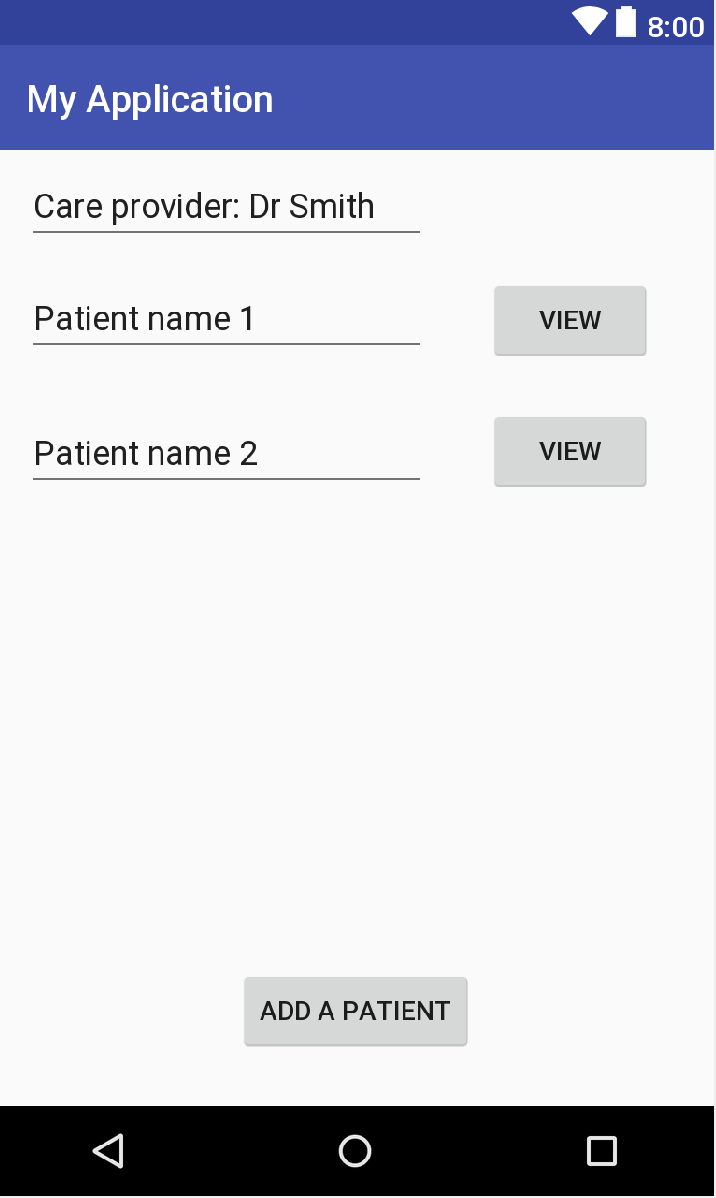 8:00
My Application
Care provider: Dr Smith
Patient name 1
VIEW
Patient name 2
VIEW
ADD A PATIENT